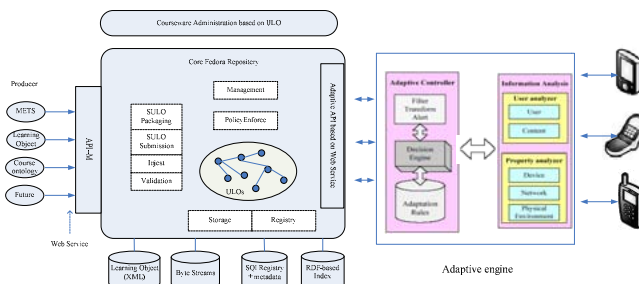 Courseware Administration based on ULO
Core Fedora Repository
Producer
METS
Learning
Object
Course
ontology
Future
Web Service
API-M
SULO
Packaging
SULO
Submission
Injest
Validation
Management
Policy Enforce
ULOs
Storage
Registry
Adaptive API based on Web Service
Learning Object
(XML)
Byte Streams
SQI Registry
+metadata
RDF-based
Index
Adaptive Controller
Filter
Transform
Alert
Decision
Engine
Adaptation
Rules
Information Analysis
User analyzer
User
Content
Property analyzer
Device
Network
Physical
Environment
Adaptive engine